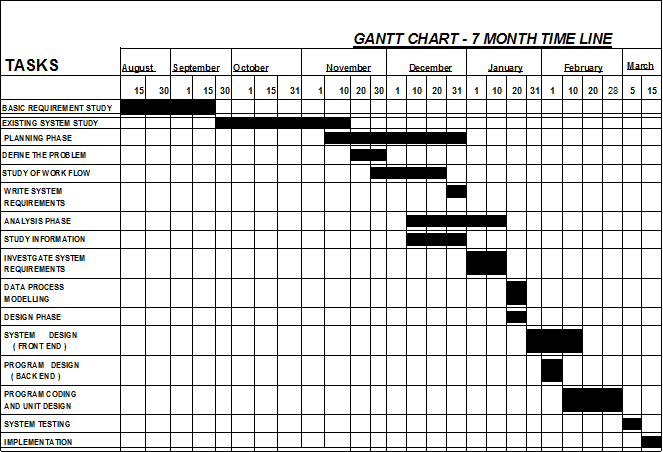 GANTT CHART - 7 MONTH TIME LINE
TASKS August September October November December January February March
15 30 1 15 30 1 15 31 1 10 20 30 1 10 20 31 1 10 20 31 1 10 20 28 5 15
BASIC REQUIREMENT STUDY
EXISTING SYSTEM STUDY
PLANNING PHASE
DEFINE THE PROBLEM
STUDY OF WORK FLOW
WRITE SYSTEM
REQUIREMENTS
ANALYSIS PHASE
STUDY INFORMATION
INVESTGATE SYSTEM
REQUIREMENTS
DATA PROCESS
MODELLING
DESIGN PHASE
SYSTEM DESIGN
( FRONT END )
PROGRAM DESIGN
( BACK END )
PROGRAM CODING
AND UNIT DESIGN
SYSTEM TESTING
IMPLEMENTATION